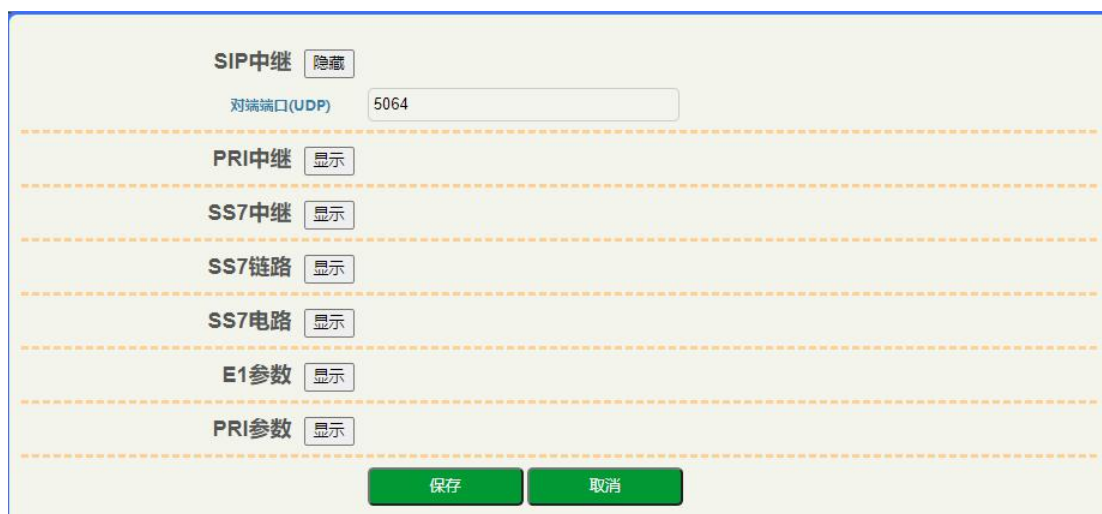 SIP中继 隐藏
对端端口(UDP) 5064
PRI中继 显示
SS7中继 显示
SS7链路 显示
SS7电路 显示
E1参数 显示
PRI参数 显示
保存 取消